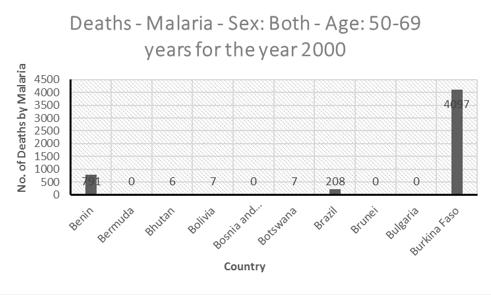 Deaths - Malaria - Sex: Both - Age: 50-69
years for the year 2000
No. of Deaths by Malaria
4500
4000
3500
3000
2500
2000
1500
1000
500
0
791
0
6
7
0
7
208
0
0
4097
Benin
Bermuda
Bhutan
Bolivia
Bosnia and...
Botswana
Brazil
Brunei
Bulgaria
Burkina Faso
Country